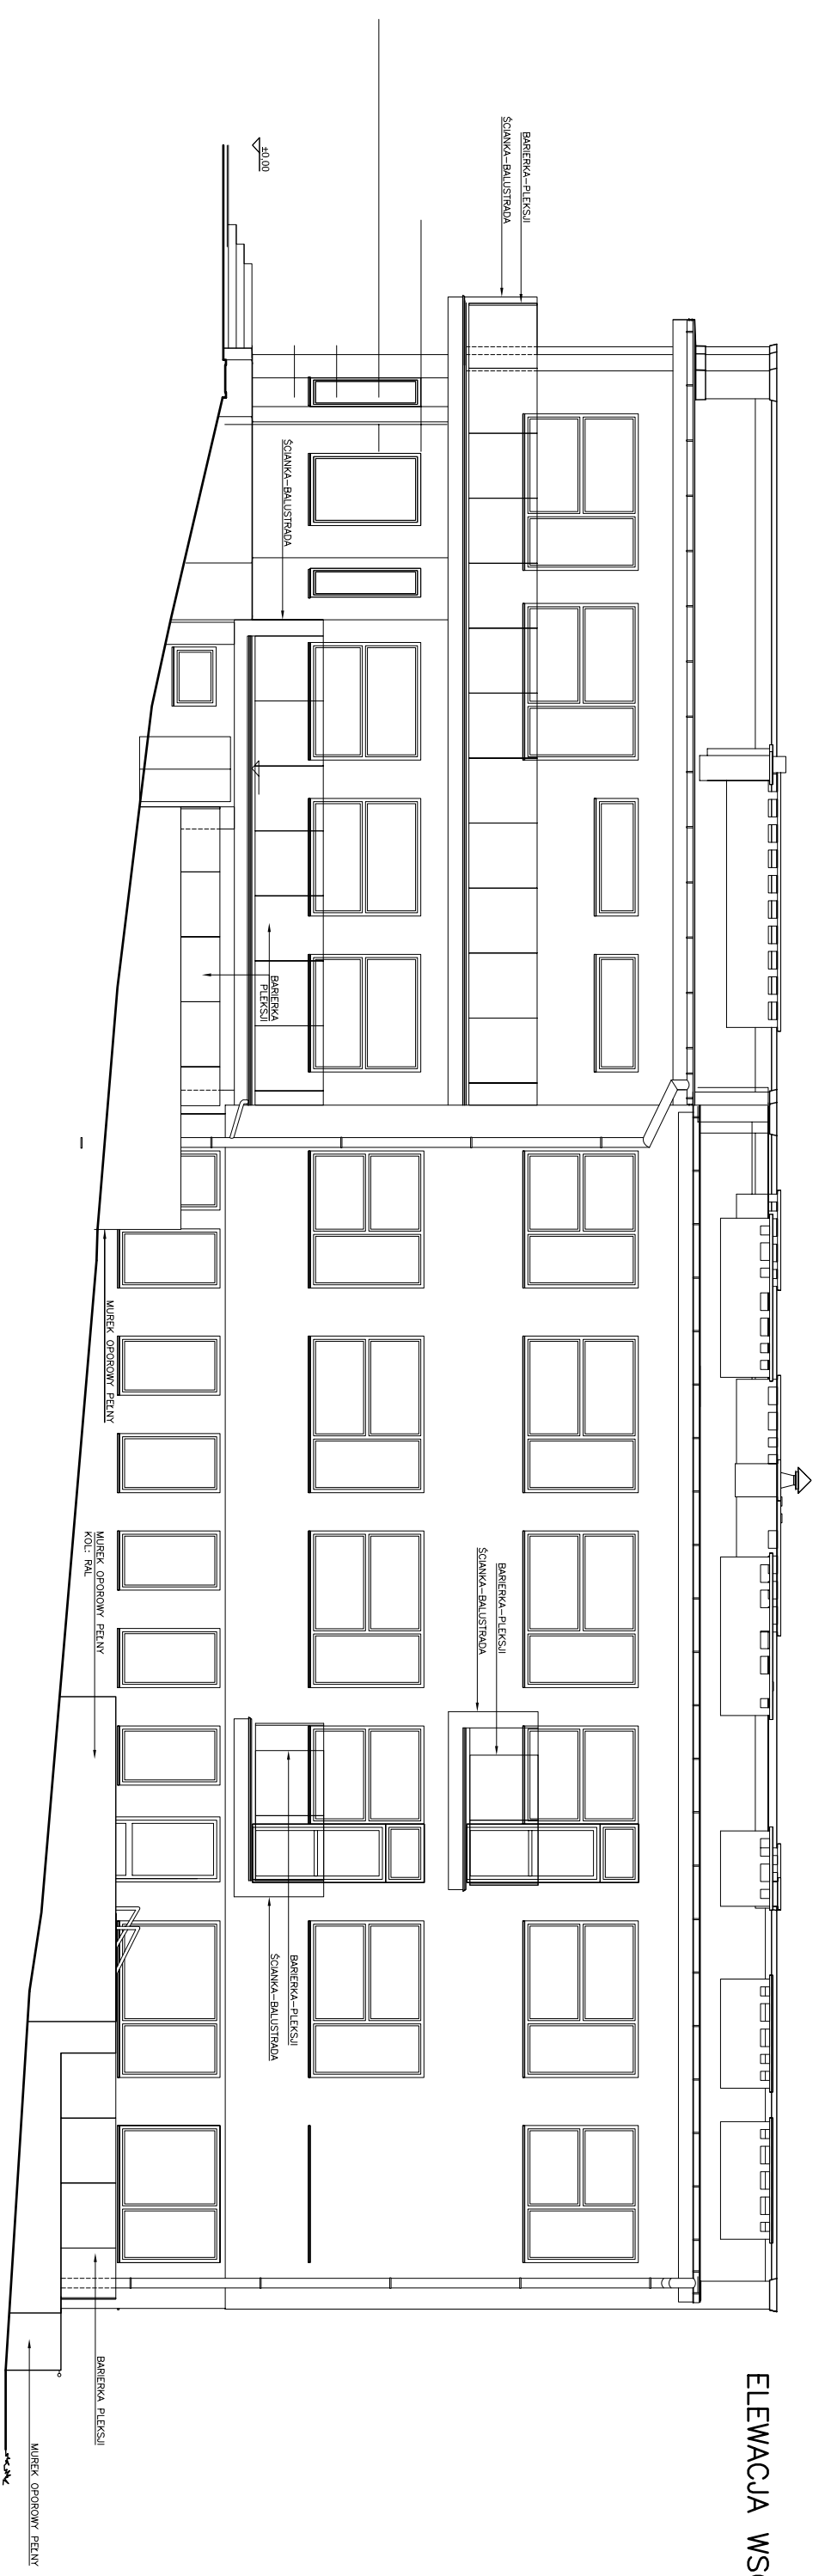 ELEWACJA
±0.00
BARIERKA-PLEKSJI
ŚCIANKA-BALUSTRADA
ŚCIANKA-BALUSTRADA
BARIERKA
PLEKSJI
MUREK OPOROWY PEŁNY
MUREK OPOROWY PEŁNY
KOL: RAL
BARIERKA-PLEKSJI
ŚCIANKA-BALUSTRADA
BARIERKA-PLEKSJI
ŚCIANKA-BALUSTRADA
BARIERKA PLEKSJI
MUREK OPOROWY PEŁNY